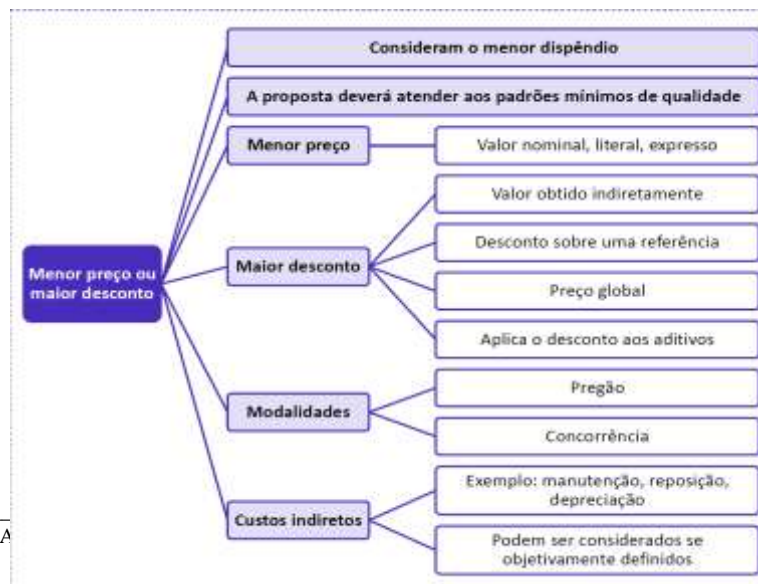 Consideram o menor dispêndio
A proposta deverá atender aos padrões mínimos de qualidade
Menor preço
Valor nominal, literal, expresso
Menor preço ou
maior desconto
Maior desconto
Valor obtido indiretamente
Desconto sobre uma referência
Preço global
Aplica o desconto aos aditivos
Modalidades
Pregão
Concorrência
Custos indiretos
Exemplo: manutenção, reposição,
depreciação
Podem ser considerados se
objetivamente definidos
A